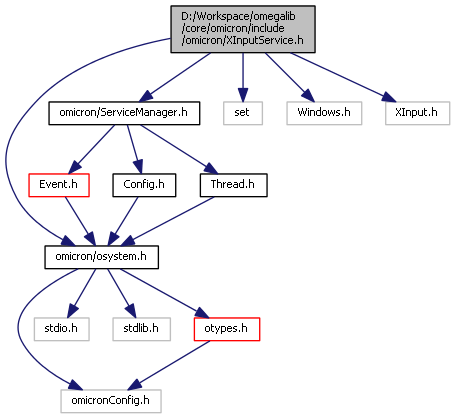 D:/Workspace/omegalib
/core/omicron/include
/omicron/XInputService.h
omicron/ServiceManager.h
set
Windows.h
XInput.h
Event.h
Config.h
Thread.h
omicron/osystem.h
stdio.h
stdlib.h
otypes.h
omicronConfig.h